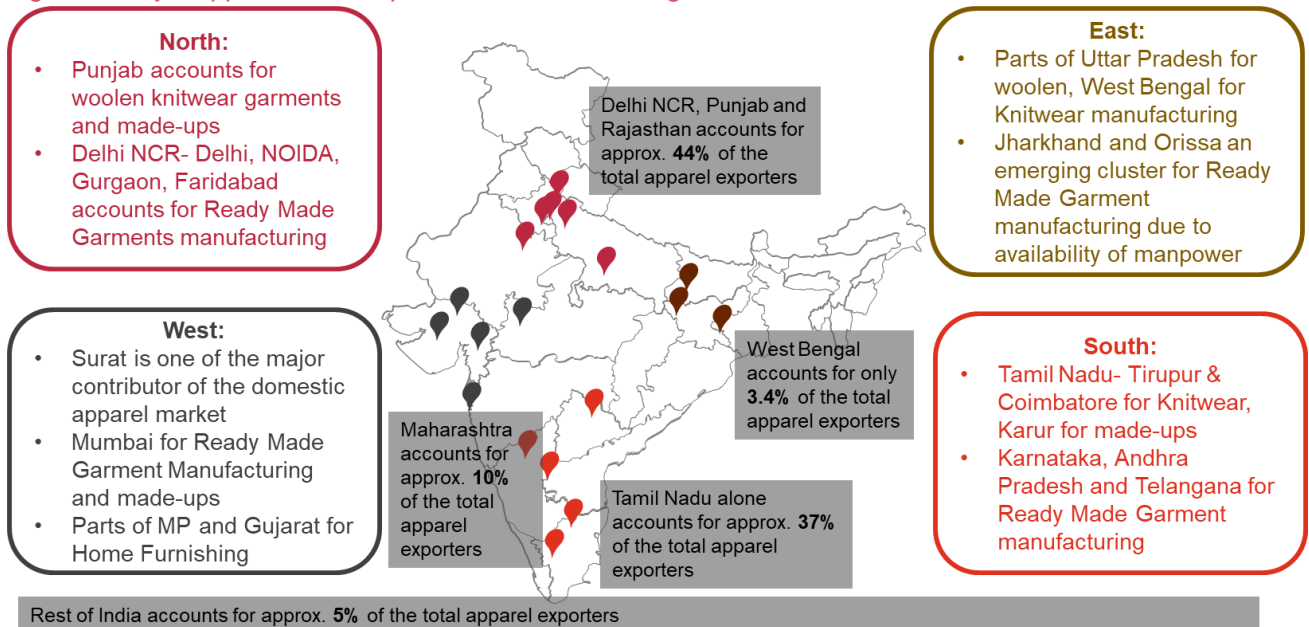 North:
• Punjab accounts for
woolen knitwear garments
and made-ups
• Delhi NCR- Delhi, NOIDA,
Gurgaon, Faridabad
accounts for Ready Made
Garments manufacturing
Delhi NCR, Punjab and
Rajasthan accounts for
approx. 44% of the
total apparel exporters
East:
• Parts of Uttar Pradesh for
woolen, West Bengal for
Knitwear manufacturing
• Jharkhand and Orissa an
emerging cluster for Ready
Made Garment
manufacturing due to
availability of manpower
West:
• Surat is one of the major
contributor of the domestic
apparel market
• Mumbai for Ready Made
Garment Manufacturing
and made-ups
• Parts of MP and Gujarat for
Home Furnishing
Maharashtra
accounts for
approx. 10%
of the total
apparel
exporters
West Bengal
accounts for only
3.4% of the total
apparel exporters
Tamil Nadu alone
accounts for approx. 37%
of the total apparel
exporters
South:
• Tamil Nadu- Tirupur &
Coimbatore for Knitwear,
Karur for made-ups
• Karnataka, Andhra
Pradesh and Telangana for
Ready Made Garment
manufacturing
Rest of India accounts for approx. 5% of the total apparel exporters